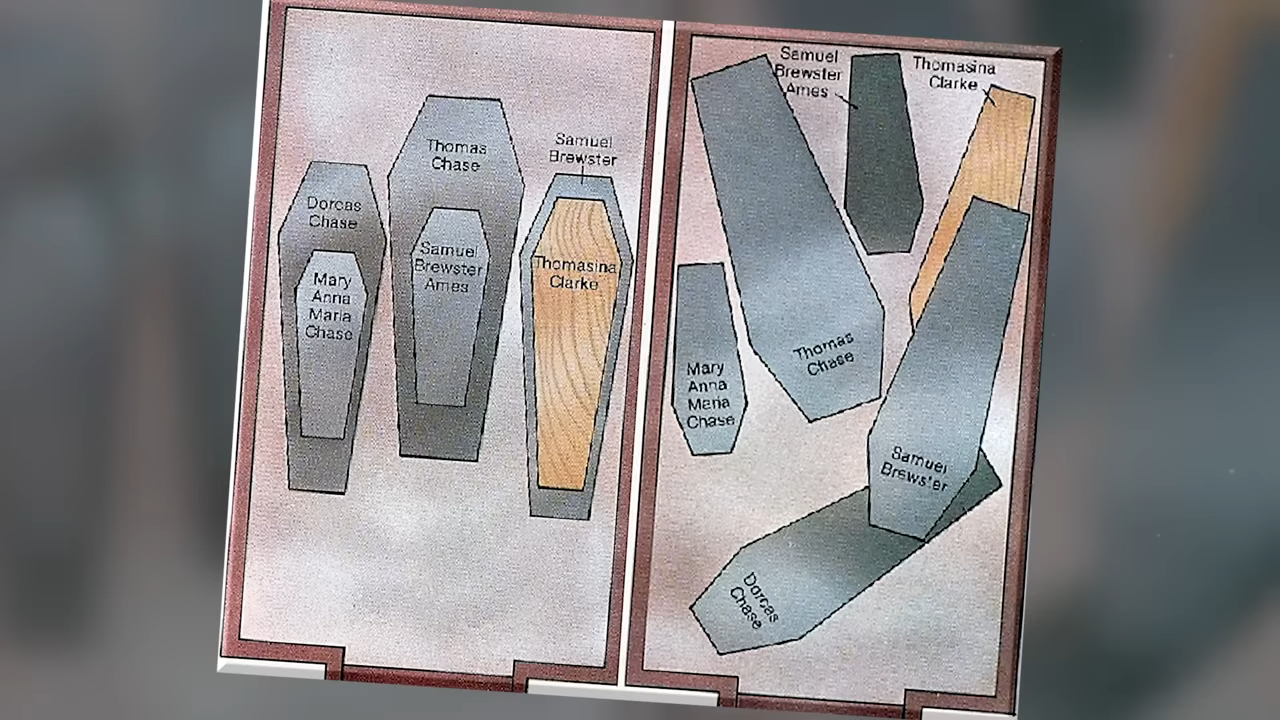 Dorcas
Chase
Mary
Anna
Maria
Chase
Thomas
Chase
Samuel
Brewster
Ames
Samuel
Brewster
Thomasina
Clarke
Samuel
Brewster
Ames
Thomasina
Clarke
Mary
Anna
Maria
Chase
Thomas
Chase
Samuel
Brewster
Dorcas
Chase